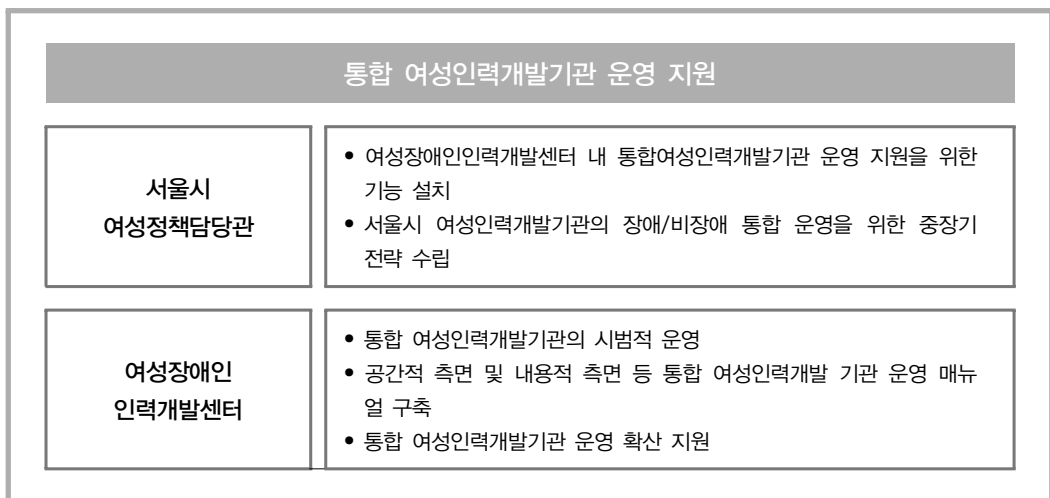 통합 여성인력개발기관 운영 지원
서울시
여성정책담당관
• 여성장애인인력개발센터 내 통합여성인력개발기관 운영 지원을 위한
기능 설치
• 서울시 여성인력개발기관의 장애/비장애 통합 운영을 위한 중장기
전략 수립
여성장애인
인력개발센터
• 통합 여성인력개발기관의 시범적 운영
• 공간적 측면 및 내용적 측면 등 통합 여성인력개발 기관 운영 매뉴
얼 구축
• 통합 여성인력개발기관 운영 확산 지원